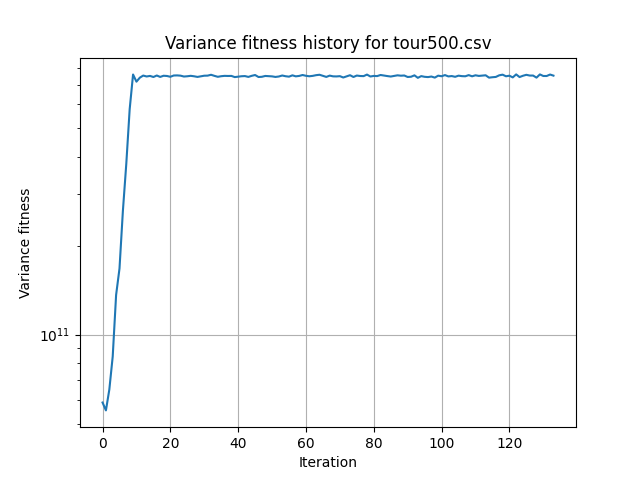 Variance fitness history for tour500.csv
Variance fitness
10¹¹
0 20 40 60 80 100 120
Iteration